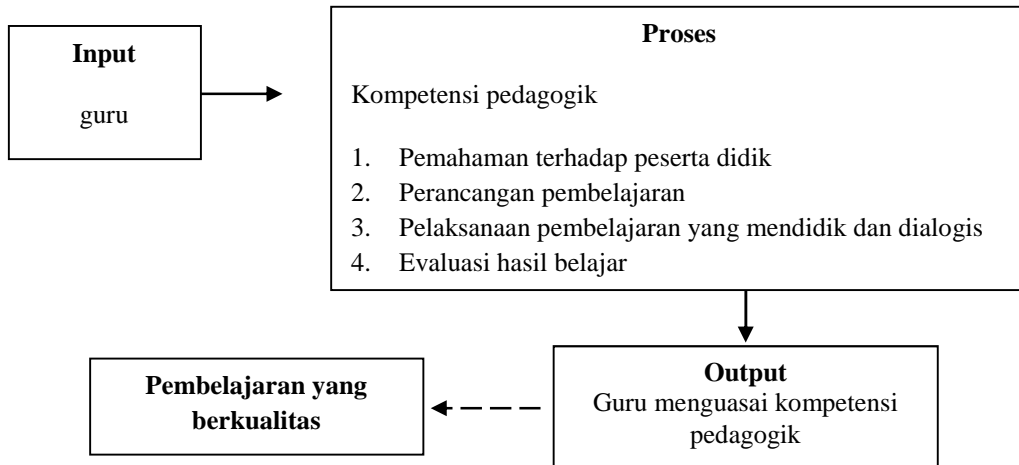 Input
guru
Proses
Kompetensi pedagogik
1. Pemahaman terhadap peserta didik
2. Perancangan pembelajaran
3. Pelaksanaan pembelajaran yang mendidik dan dialogis
4. Evaluasi hasil belajar
Output
Guru menguasai kompetensi
pedagogik
Pembelajaran yang
berkualitas